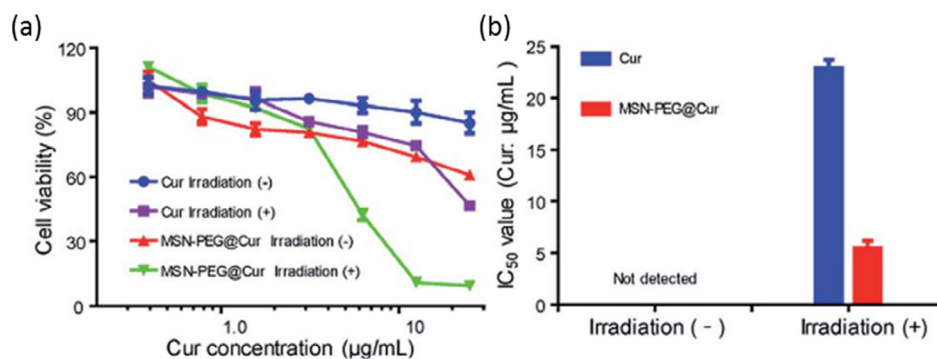 (a)
Cell viability (%)
120
90
60
30
0
Cur Irradiation (-)
Cur Irradiation (+)
MSN-PEG@Cur Irradiation (-)
MSN-PEG@Cur Irradiation (+)
1.0
10
Cur concentration (µg/mL)
(b)
IC50 value (Cur: µg/mL)
25
20
15
10
5
0
Cur
MSN-PEG@Cur
Not detected
Irradiation ( - )
Irradiation (+)